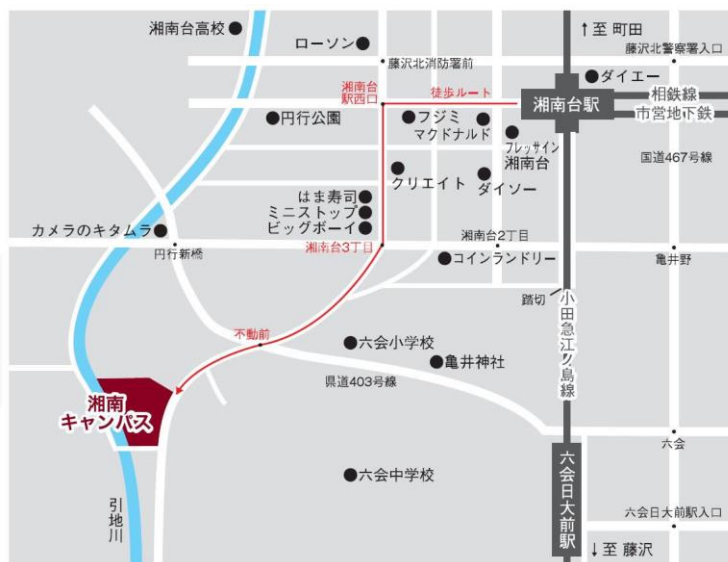 湘南台高校
ローソン
↑至 町田
藤沢北警察署入口
藤沢北消防署前
ダイエー
湘南台
駅西口
徒歩ルート
湘南台駅
相鉄線
市営地下鉄
円行公園
フジミ
マクドナルド
フレッサイン
湘南台
国道467号線
クリエイト
ダイソー
はま寿司
ミニストップ
ビッグボーイ
カメラのキタムラ
円行新橋
湘南台3丁目
湘南台2丁目
コインランドリー
亀井野
踏切
小田急江ノ島線
不動前
六会小学校
亀井神社
県道403号線
湘南
キャンパス
六会
六会中学校
六会日大前駅
引地川
六会日大前駅入口
↓至 藤沢